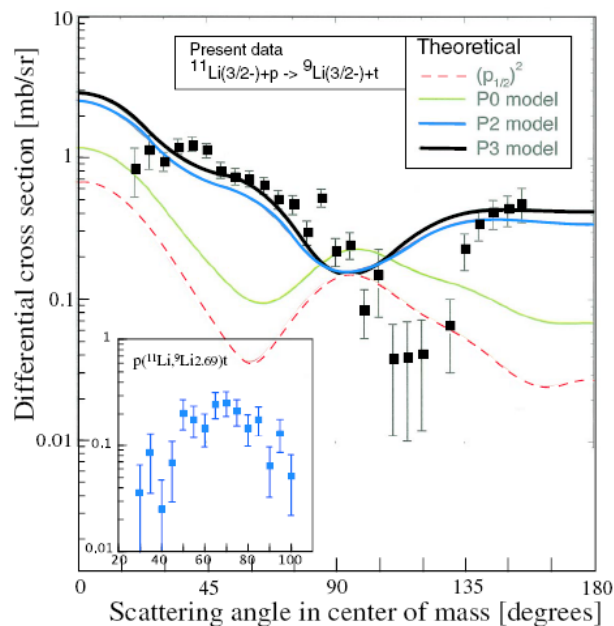 10
1
0.1
0.01
Differential cross section [mb/sr]
Present data
¹¹Li(3/2-)+p -> ⁹Li(3/2-)+t
Theoretical
(p₁/₂)²
P0 model
P2 model
P3 model
1
0.1
0.01
p(¹¹Li,⁹Li2.69)t
20 40 60 80 100
0 45 90 135 180
Scattering angle in center of mass [degrees]